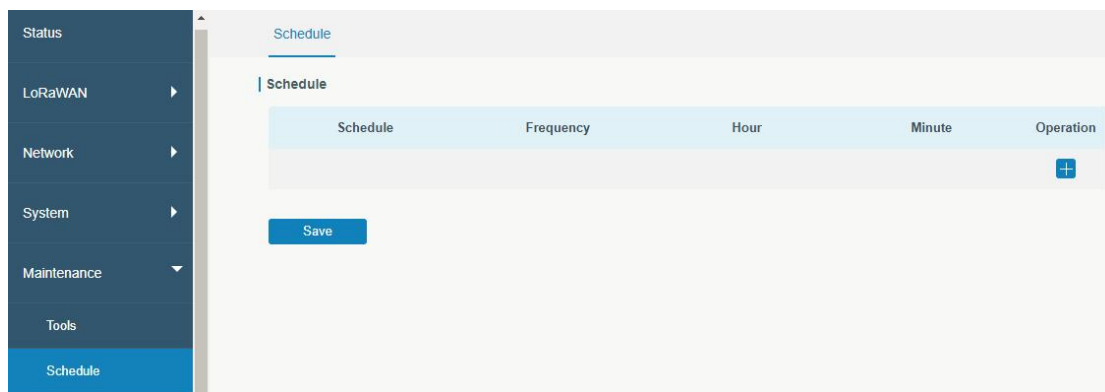 Status
LoRaWAN
Network
System
Maintenance
Tools
Schedule
Schedule
Schedule
Schedule Frequency Hour Minute Operation
Save